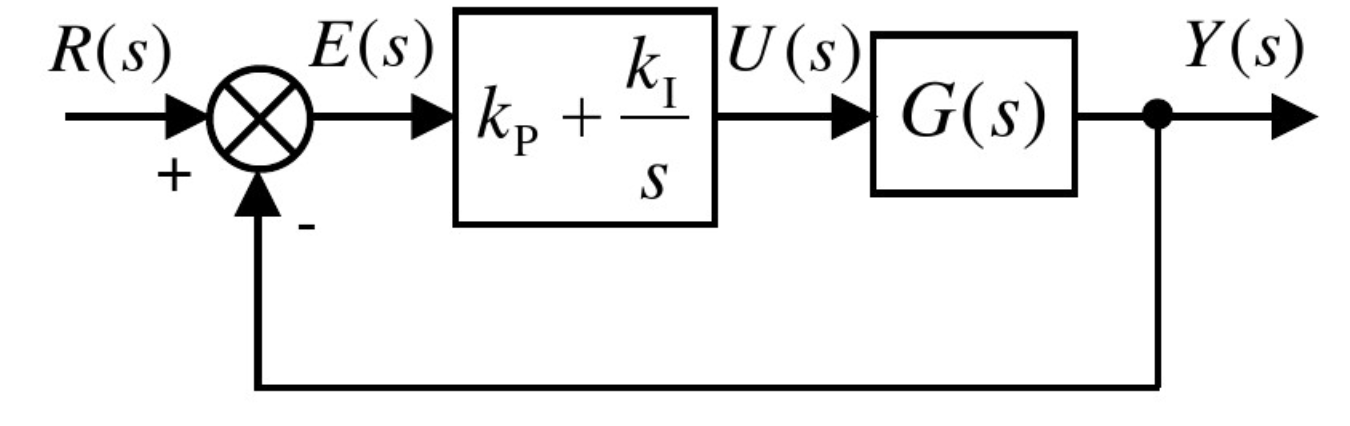 R(s) E(s) U(s) Y(s)
k_P + k_I/s G(s)
+
-